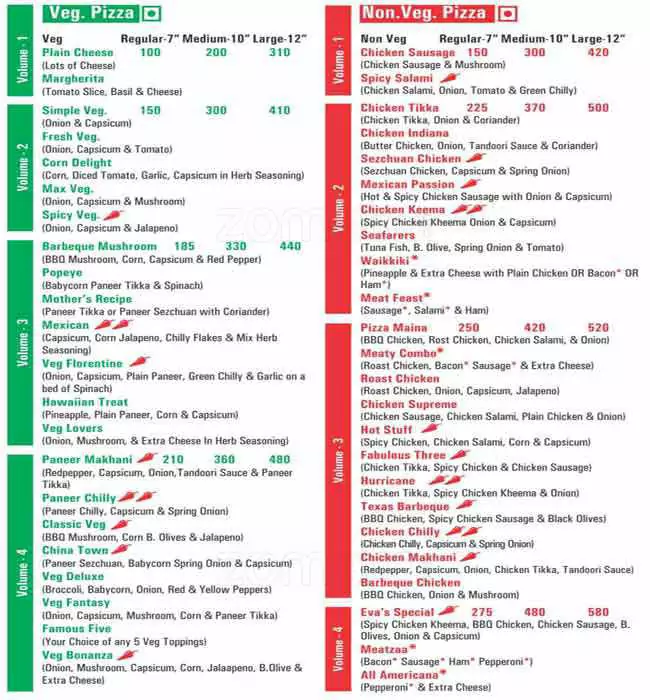 Veg. Pizza
Volume - 1
Veg Regular-7" Medium-10" Large-12"
Plain Cheese 100 200 310
(Lots of Cheese)
Margherita
(Tomato Slice, Basil & Cheese)
Volume - 2
Simple Veg. 150 300 410
(Onion & Capsicum)
Fresh Veg.
(Onion, Capsicum & Tomato)
Corn Delight
(Corn, Diced Tomato, Garlic, Capsicum in Herb Seasoning)
Max Veg.
(Onion, Capsicum & Mushroom)
Spicy Veg.
(Onion, Capsicum & Jalapeno)
Volume - 3
Barbeque Mushroom 185 330 440
(BBQ Mushroom, Corn, Capsicum & Red Pepper)
Popeye
(Babycorn Paneer Tikka & Spinach)
Mother's Recipe
(Paneer Tikka or Paneer Sezchuan with Coriander)
Mexican
(Capsicum, Corn Jalapeno, Chilly Flakes & Mix Herb
Seasoning)
Veg Florentine
(Onion, Capsicum, Plain Paneer, Green Chilly & Garlic on a
bed of Spinach)
Hawaiian Treat
(Pineapple, Plain Paneer, Corn & Capsicum)
Veg Lovers
(Onion, Mushroom, & Extra Cheese In Herb Seasoning)
Volume - 4
Paneer Makhani 210 360 480
(Redpepper, Capsicum, Onion,Tandoori Sauce & Paneer
Tikka)
Paneer Chilly
(Paneer Chilly, Capsicum & Spring Onion)
Classic Veg
(BBQ Mushroom, Corn B. Olives & Jalapeno)
China Town
(Paneer Sezchuan, Babycorn Spring Onion & Capsicum)
Veg Deluxe
(Broccoli, Babycorn, Onion, Red & Yellow Peppers)
Veg Fantasy
(Onion, Capsicum, Mushroom, Corn & Paneer Tikka)
Famous Five
(Your Choice of any 5 Veg Toppings)
Veg Bonanza
(Onion, Mushroom, Capsicum, Corn, Jalaapeno, B.Olive &
Extra Cheese)
Non.Veg. Pizza
Volume - 1
Non Veg Regular-7" Medium-10" Large-12"
Chicken Sausage 150 300 420
(Chicken Sausage & Mushroom)
Spicy Salami
(Chicken Salami, Onion, Tomato & Green Chilly)
Volume - 2
Chicken Tikka 225 370 500
(Chicken Tikka, Onion & Coriander)
Chicken Indiana
(Butter Chicken, Onion, Tandoori Sauce & Coriander)
Sezchuan Chicken
(Sezchuan Chicken, Capsicum & Spring Onion)
Mexican Passion
(Hot & Spicy Chicken Sausage with Onion & Capsicum)
Chicken Keema
(Spicy Chicken Kheema Onion & Capsicum)
Seafarers
(Tuna Fish, B. Olive, Spring Onion & Tomato)
Waikkiki*
(Pineapple & Extra Cheese with Plain Chicken OR Bacon* OR
Ham*)
Meat Feast*
(Sausage*, Salami* & Ham)
Volume - 3
Pizza Maina 250 420 520
(BBQ Chicken, Rost Chicken, Chicken Salami, & Onion)
Meaty Combo*
(Roast Chicken, Bacon* Sausage* & Extra Cheese)
Roast Chicken
(Roast Chicken, Onion, Capsicum, Jalapeno)
Chicken Supreme
(Chicken Sausage, Chicken Salami, Plain Chicken & Onion)
Hot Stuff
(Spicy Chicken, Chicken Salami, Corn & Capsicum)
Fabulous Three
(Chicken Tikka, Spicy Chicken & Chicken Sausage)
Hurricane
(Chicken Tikka, Spicy Chicken Kheema & Onion)
Texas Barbeque
(BBQ Chicken, Spicy Chicken Sausage & Black Olives)
Chicken Chilly
(Chicken Chilly, Capsicum & Spring Onion)
Chicken Makhani
(Redpepper, Capsicum, Onion, Chicken Tikka, Tandoori Sauce)
Barbeque Chicken
(BBQ Chicken, Onion & Mushroom)
Volume - 4
Eva's Special 275 480 580
(Spicy Chicken Kheema, BBQ Chicken, Chicken Sausage, B.
Olives, Onion & Capsicum)
Meatzaa*
(Bacon* Sausage* Ham* Pepperoni*)
All Americana*
(Pepperoni* & Extra Cheese)